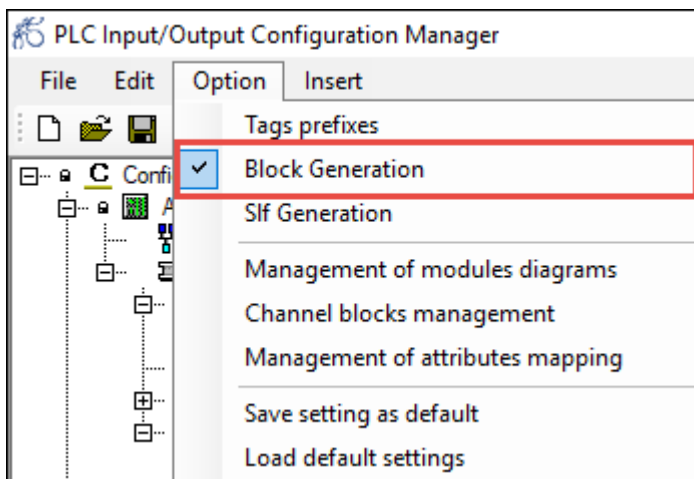 PLC Input/Output Configuration Manager
File Edit Option Insert
Tags prefixes
C Confi
Block Generation
A
Slf Generation
Management of modules diagrams
Channel blocks management
Management of attributes mapping
Save setting as default
Load default settings